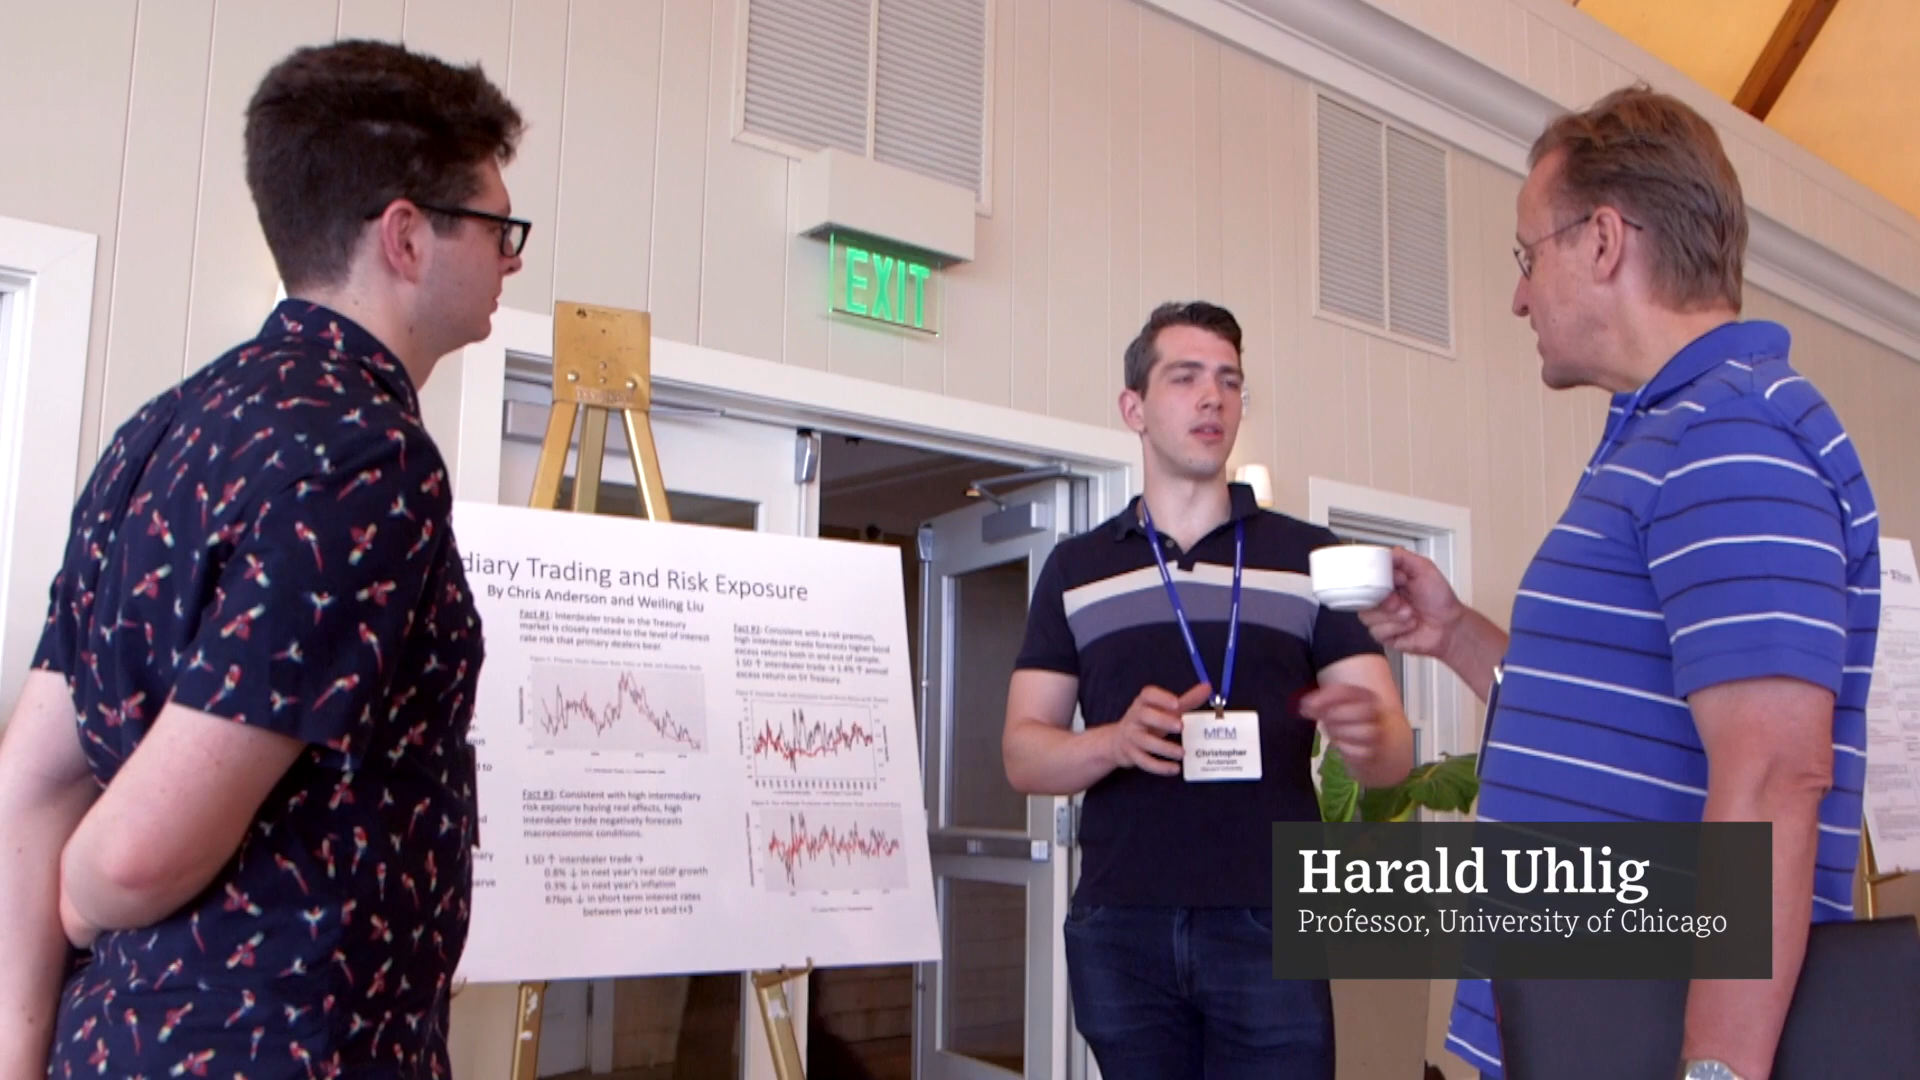 EXIT
diary Trading and Risk Exposure
By Chris Anderson and Weiling Liu
Fact #1: Interdealer trade in the Treasury
market is closely related to the level of interest
rate risk that primary dealers bear.
Fact #2: Consistent with a risk premium,
high interdealer trade forecasts higher bond
excess returns both in and out of sample.
1 SD ↑ interdealer trade → 1.4% ↑ annual
excess return on 5Y Treasury.
Fact #3: Consistent with high intermediary
risk exposure having real effects, high
interdealer trade negatively forecasts
macroeconomic conditions.
1 SD ↑ interdealer trade →
0.8% ↓ in next year's real GDP growth
0.3% ↓ in next year's inflation
67bps ↓ in short term interest rates
between year t+1 and t+3
MFM
Christopher
Anderson
Harald Uhlig
Professor, University of Chicago